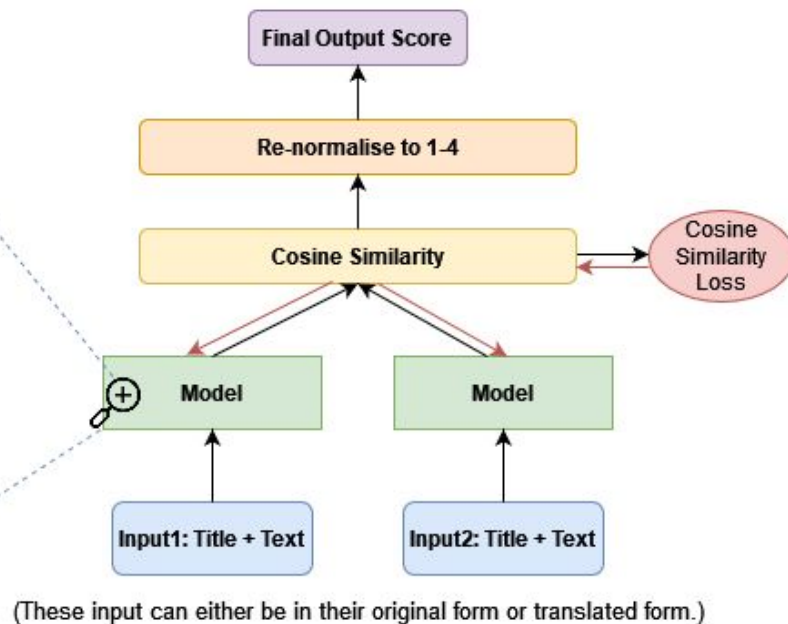 Final Output Score
Re-normalise to 1-4
Cosine Similarity
Cosine
Similarity
Loss
Model
Model
Input1: Title + Text
Input2: Title + Text
(These input can either be in their original form or translated form.)